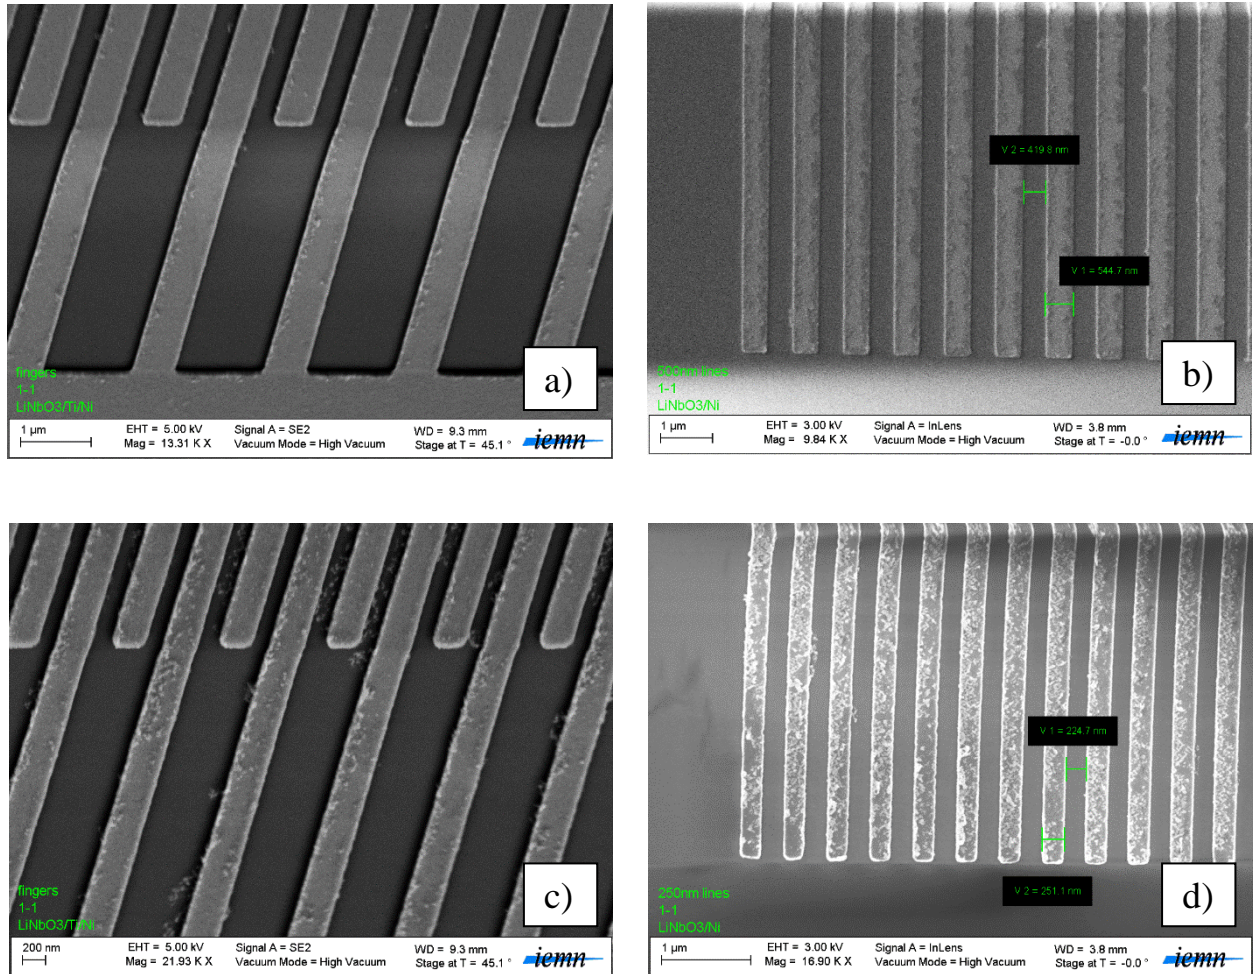 a)
fingers
1-1
LiNbO3/Ti/Ni
1 µm
EHT = 5.00 kV
Mag = 13.31 K X
Signal A = SE2
Vacuum Mode = High Vacuum
WD = 9.3 mm
Stage at T = 45.1 °
iemn
V 2 = 419.8 nm
V 1 = 544.7 nm
b)
500nm lines
1-1
LiNbO3/Ni
1 µm
EHT = 3.00 kV
Mag = 9.84 K X
Signal A = InLens
Vacuum Mode = High Vacuum
WD = 3.8 mm
Stage at T = -0.0 °
iemn
c)
fingers
1-1
LiNbO3/Ti/Ni
200 nm
EHT = 5.00 kV
Mag = 21.93 K X
Signal A = SE2
Vacuum Mode = High Vacuum
WD = 9.3 mm
Stage at T = 45.1 °
iemn
V 1 = 224.7 nm
V 2 = 251.1 nm
d)
250nm lines
1-1
LiNbO3/Ni
1 µm
EHT = 3.00 kV
Mag = 16.90 K X
Signal A = InLens
Vacuum Mode = High Vacuum
WD = 3.8 mm
Stage at T = -0.0 °
iemn